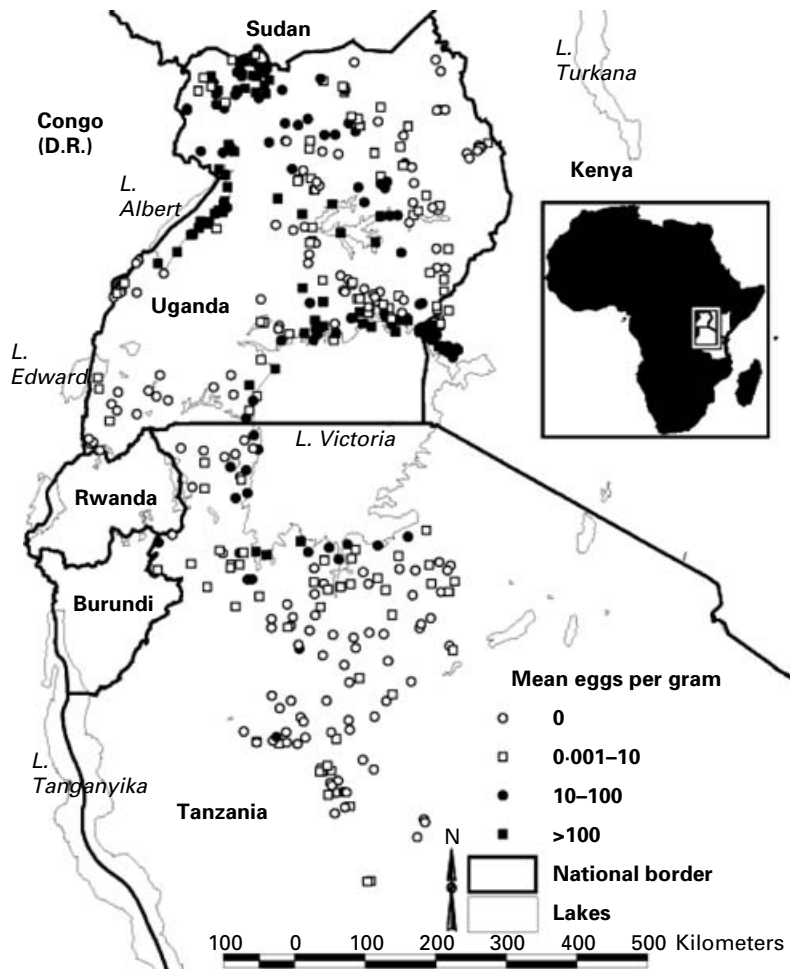 Sudan
L.
Turkana
Congo
(D.R.)
Kenya
L.
Albert
Uganda
L.
Edward
L. Victoria
Rwanda
Burundi
Mean eggs per gram
0
0·001–10
10–100
>100
L.
Tanganyika
Tanzania
N
National border
Lakes
100 0 100 200 300 400 500 Kilometers